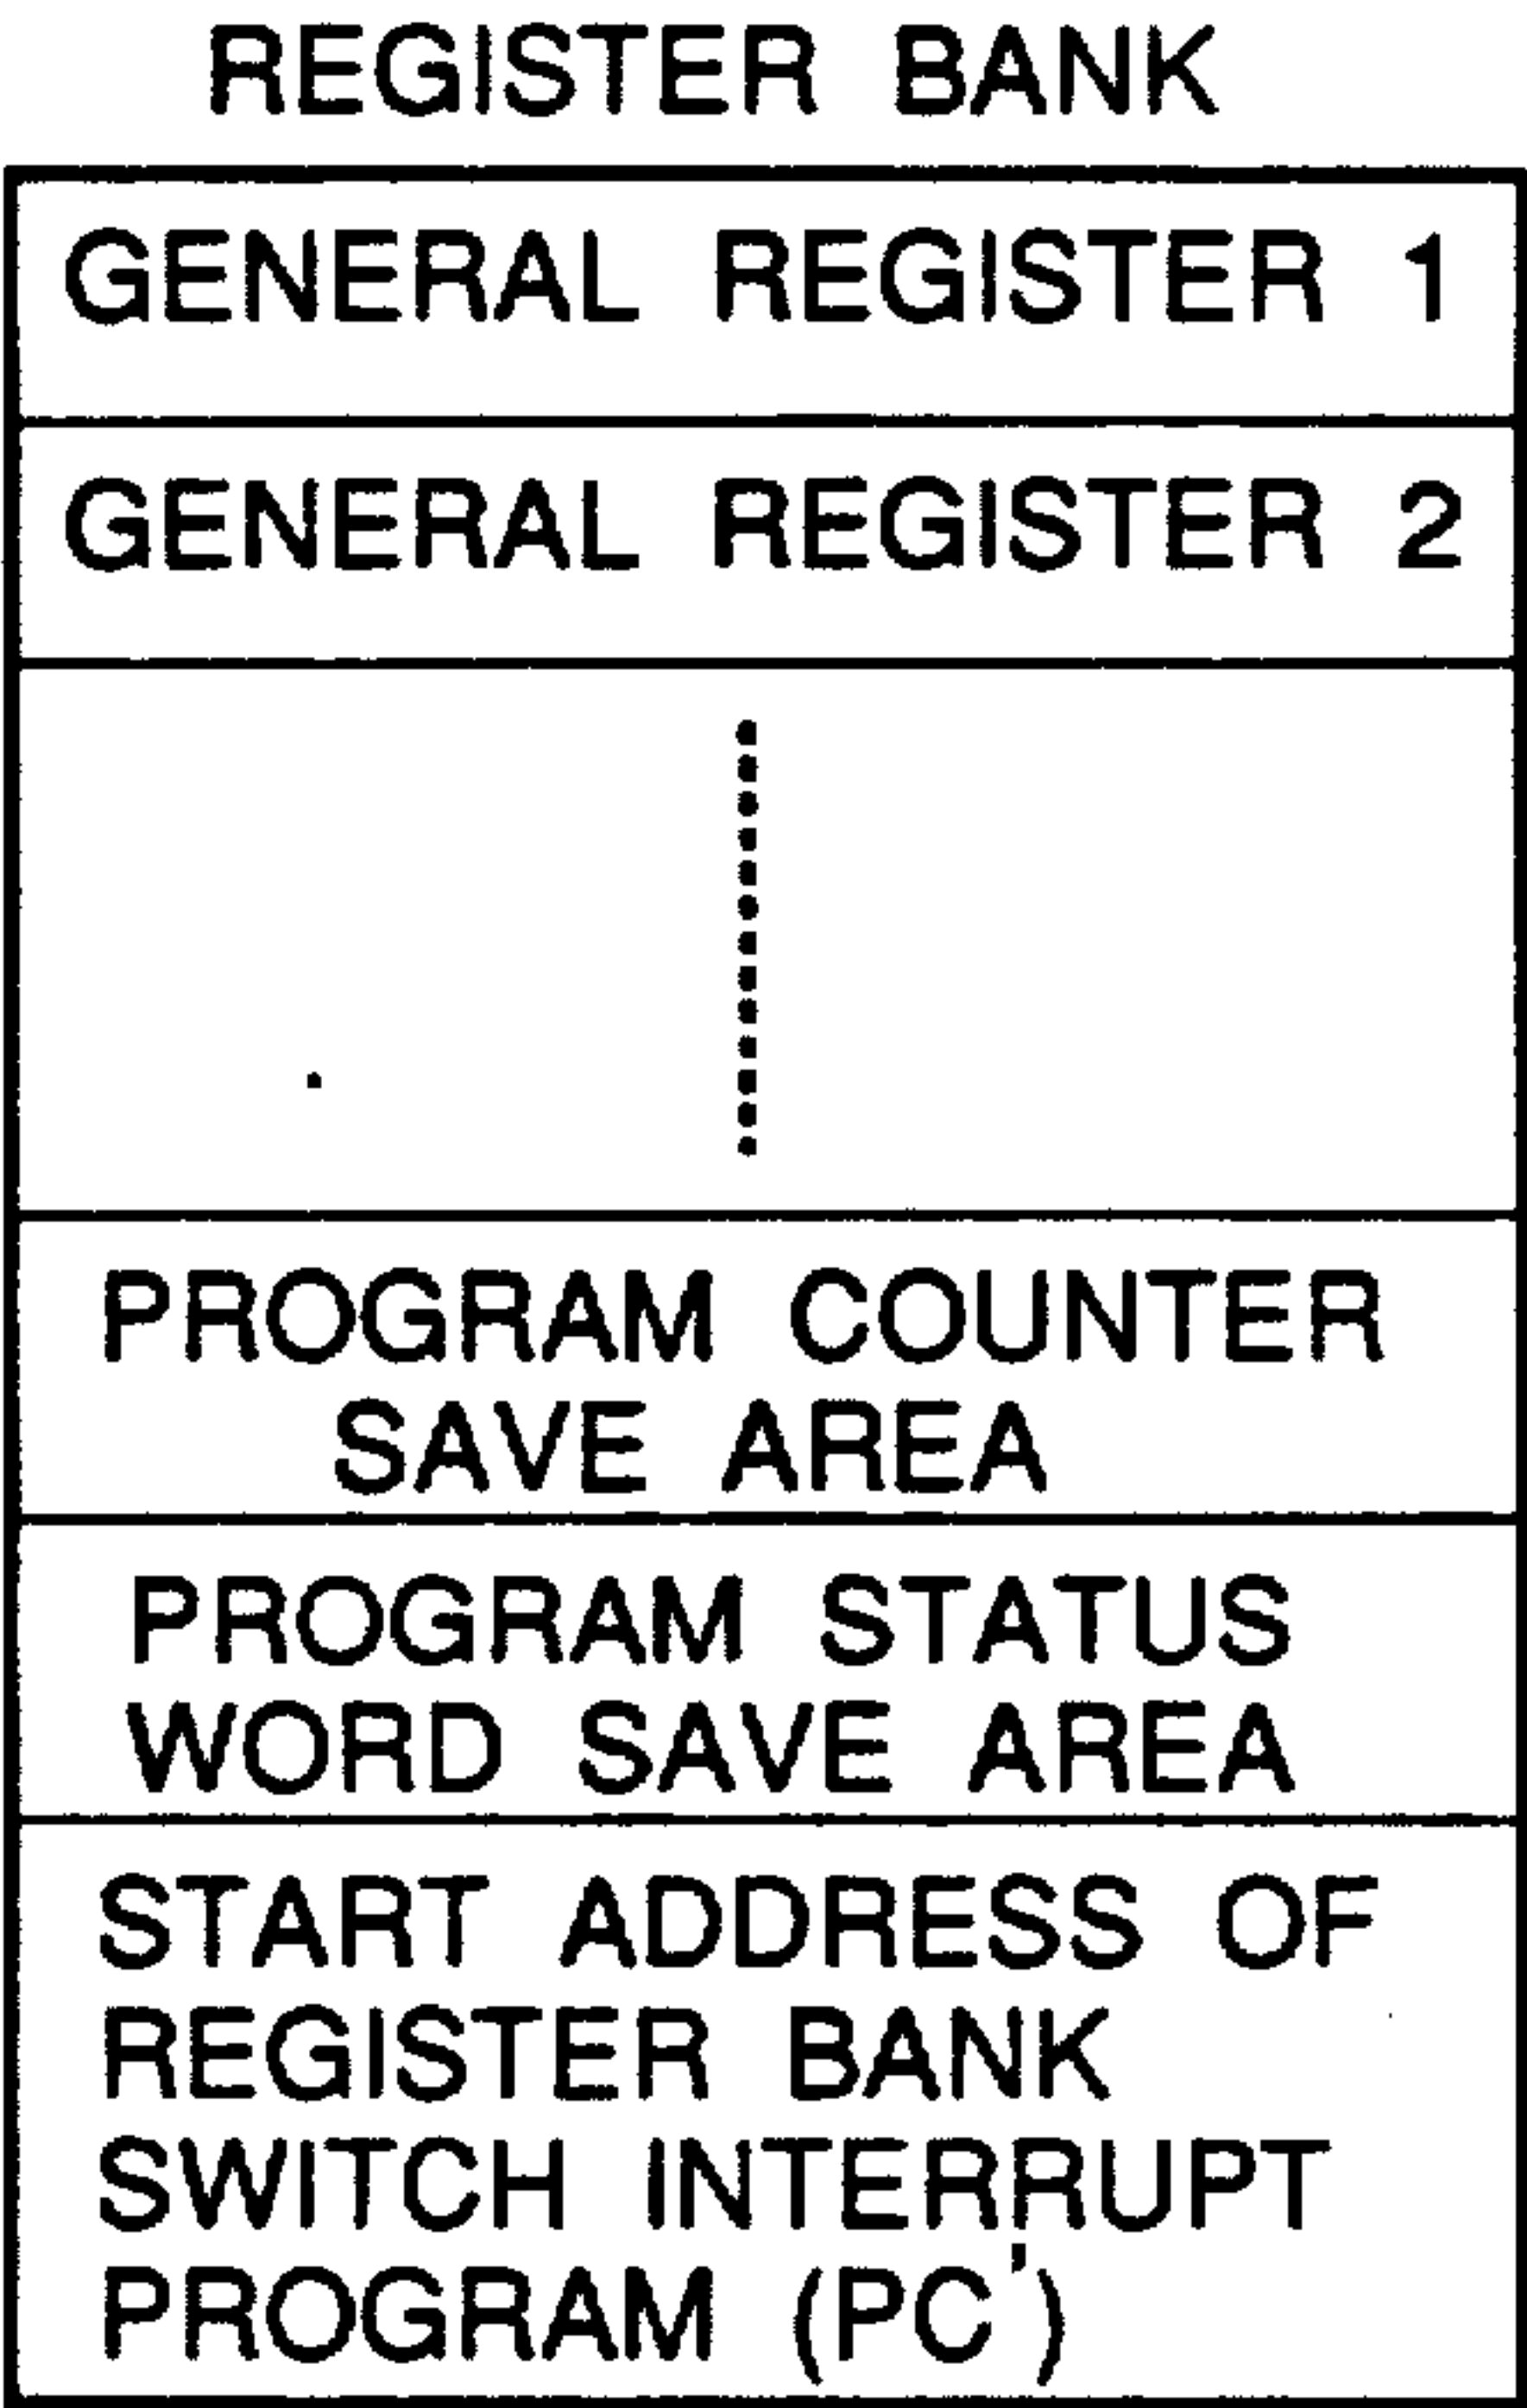 REGISTER BANK
GENERAL REGISTER 1
GENERAL REGISTER 2
PROGRAM COUNTER
SAVE AREA
PROGRAM STATUS
WORD SAVE AREA
START ADDRESS OF
REGISTER BANK
SWITCH INTERRUPT
PROGRAM (PC')